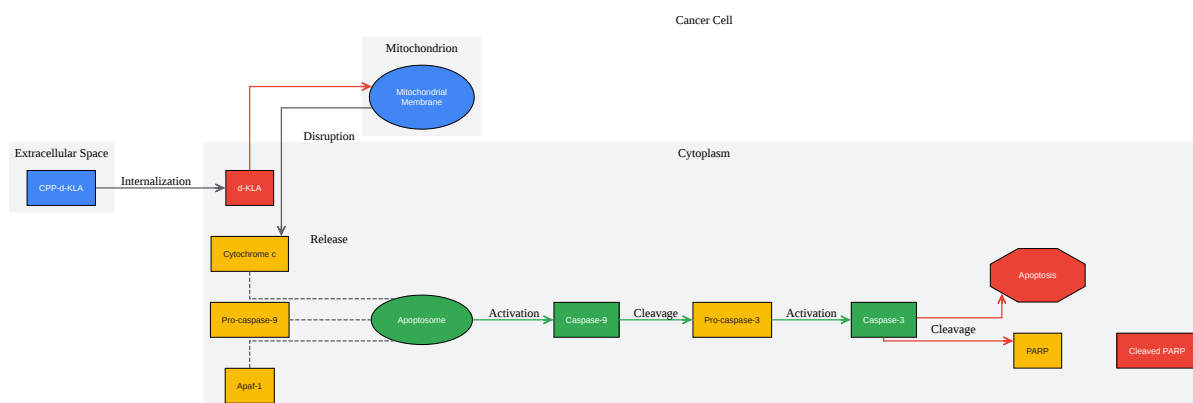 Cancer Cell
Mitochondrion
Mitochondrial
Membrane
Disruption
Extracellular Space
Cytoplasm
CPP-d-KLA
Internalization
d-KLA
Release
Cytochrome c
Apoptosis
Pro-caspase-9
Apoptosome
Activation
Caspase-9
Cleavage
Pro-caspase-3
Activation
Caspase-3
Cleavage
PARP
Cleaved PARP
Apaf-1